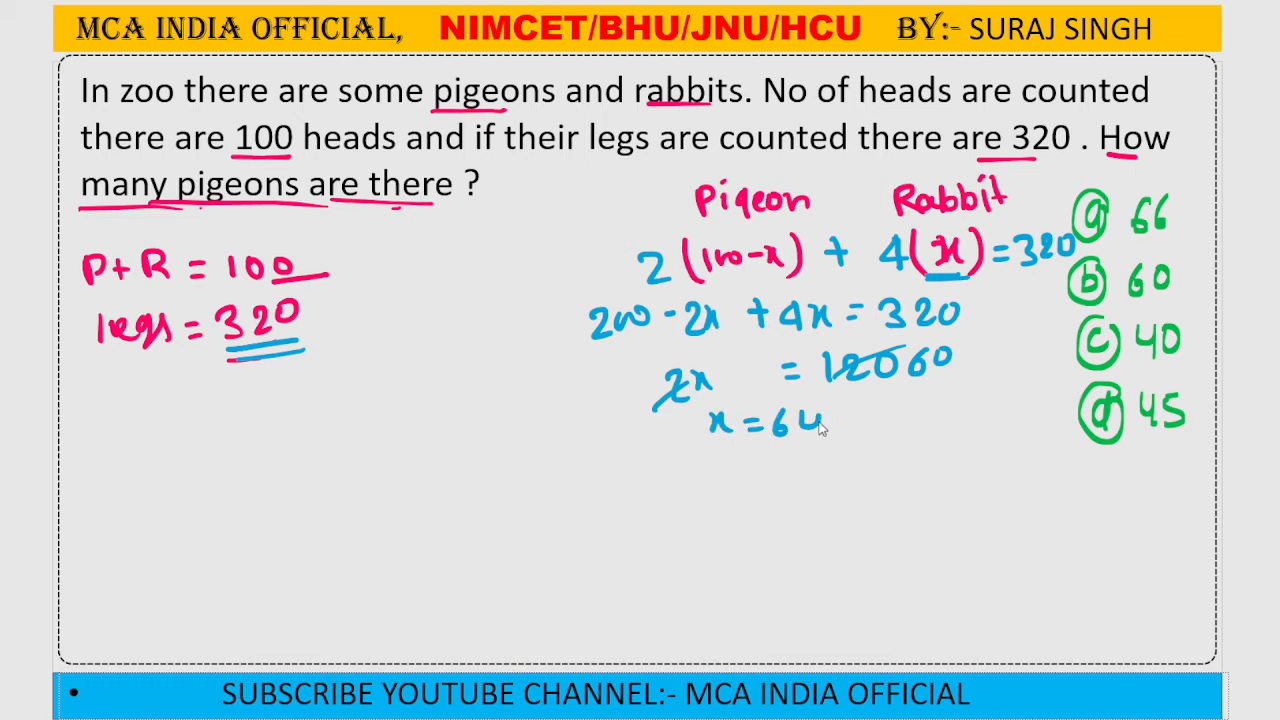 MCA INDIA OFFICIAL, NIMCET/BHU/JNU/HCU BY:- SURAJ SINGH
In zoo there are some pigeons and rabbits. No of heads are counted
there are 100 heads and if their legs are counted there are 320 . How
many pigeons are there ?
Pigeon Rabbit
P+R = 100
legs = 320
2 (100-x) + 4(x) = 320
200 - 2x + 4x = 320
2x = 120 60
x = 64
a 66
b 60
c 40
d 45
• SUBSCRIBE YOUTUBE CHANNEL:- MCA INDIA OFFICIAL